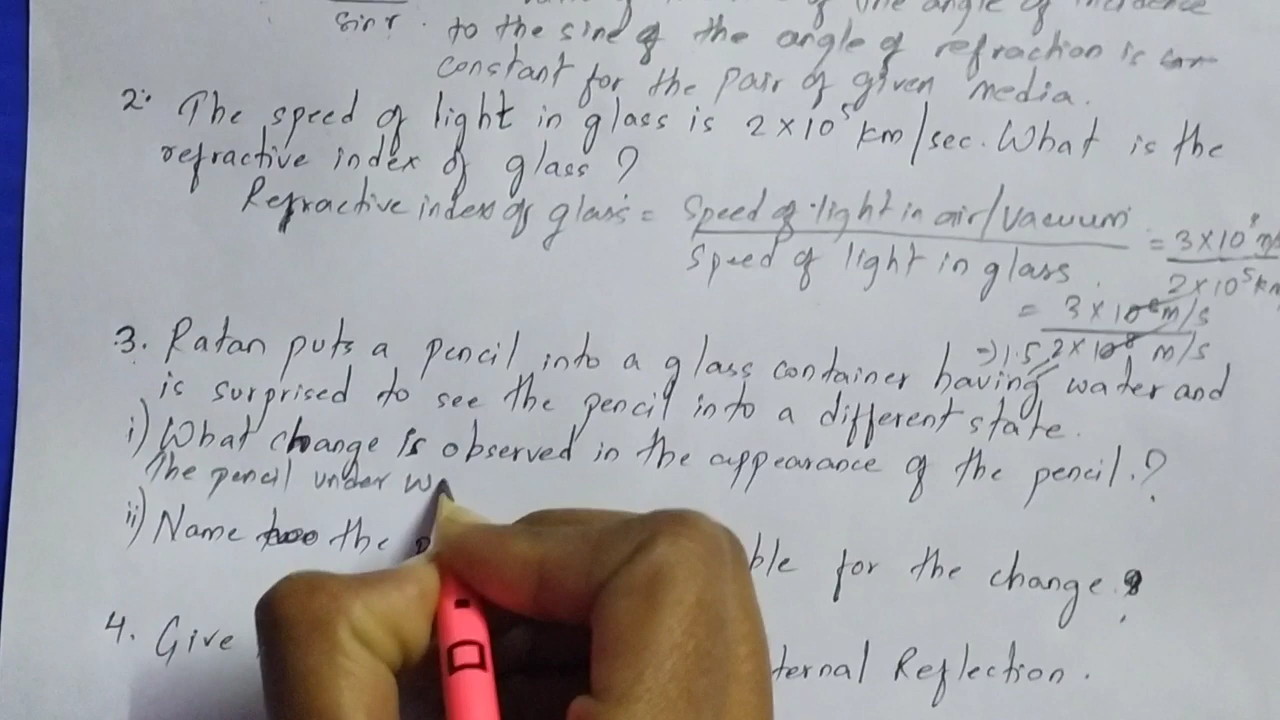 the angle of incidence
sin r . to the sine of the angle of refraction is
constant for the pair of given media.
2. The speed of light in glass is 2×10⁵ km/sec. What is the
refractive index of glass ?
Refractive index of glass = Speed of light in air/vacuum = 3×10⁸ m/s
Speed of light in glass . 2×10⁵ km
= 3×10⁸ m/s
=) 1.5 2×10⁸ m/s
3. Ratan puts a pencil into a glass container having water and
is surprised to see the pencil into a different state.
i) What change is observed in the appearance of the pencil.?
The pencil under w
ii) Name the ble for the change ?
4. Give ternal Reflection.